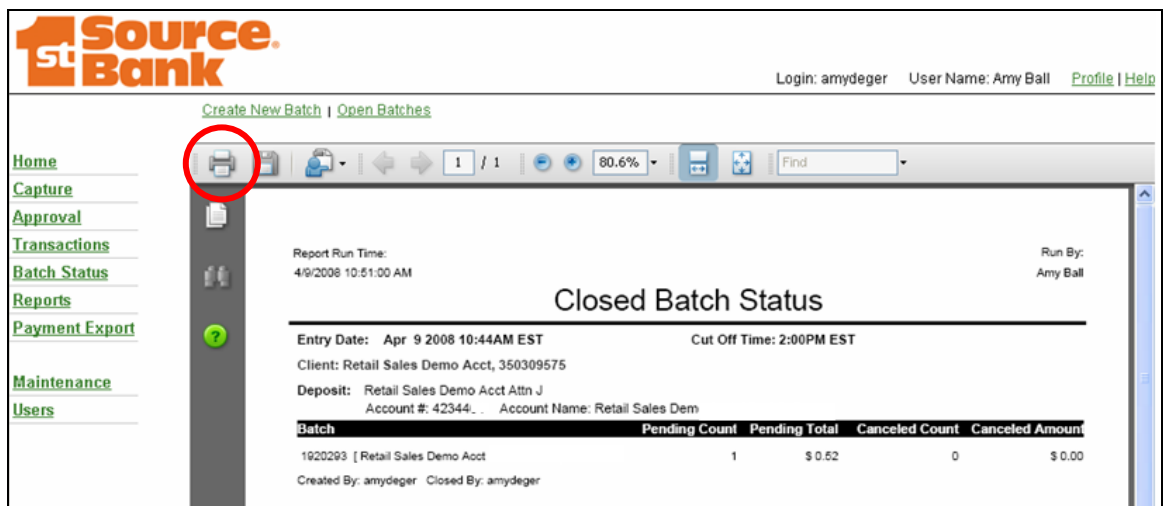 1st Source® Bank
Login: amydeger User Name: Amy Ball Profile | Help
Create New Batch | Open Batches
Home
Capture
Approval
Transactions
Batch Status
Reports
Payment Export
Maintenance
Users
1 / 1 80.6% Find
Report Run Time: Run By:
4/9/2008 10:51:00 AM Amy Ball
Closed Batch Status
Entry Date: Apr 9 2008 10:44AM EST Cut Off Time: 2:00PM EST
Client: Retail Sales Demo Acct, 350309575
Deposit: Retail Sales Demo Acct Attn J
Account #: 42344 Account Name: Retail Sales Dem
Batch Pending Count Pending Total Canceled Count Canceled Amount
1920293 [ Retail Sales Demo Acct 1 $ 0.52 0 $ 0.00
Created By: amydeger Closed By: amydeger